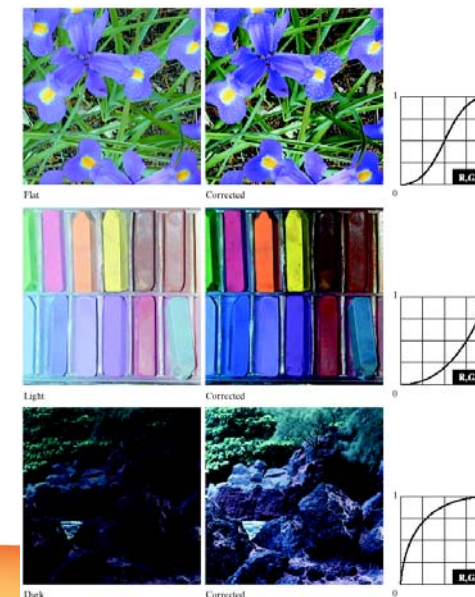 1
R,G
0
Flat
Corrected
1
R,G
0
Light
Corrected
1
R,G
0
Dark
Corrected